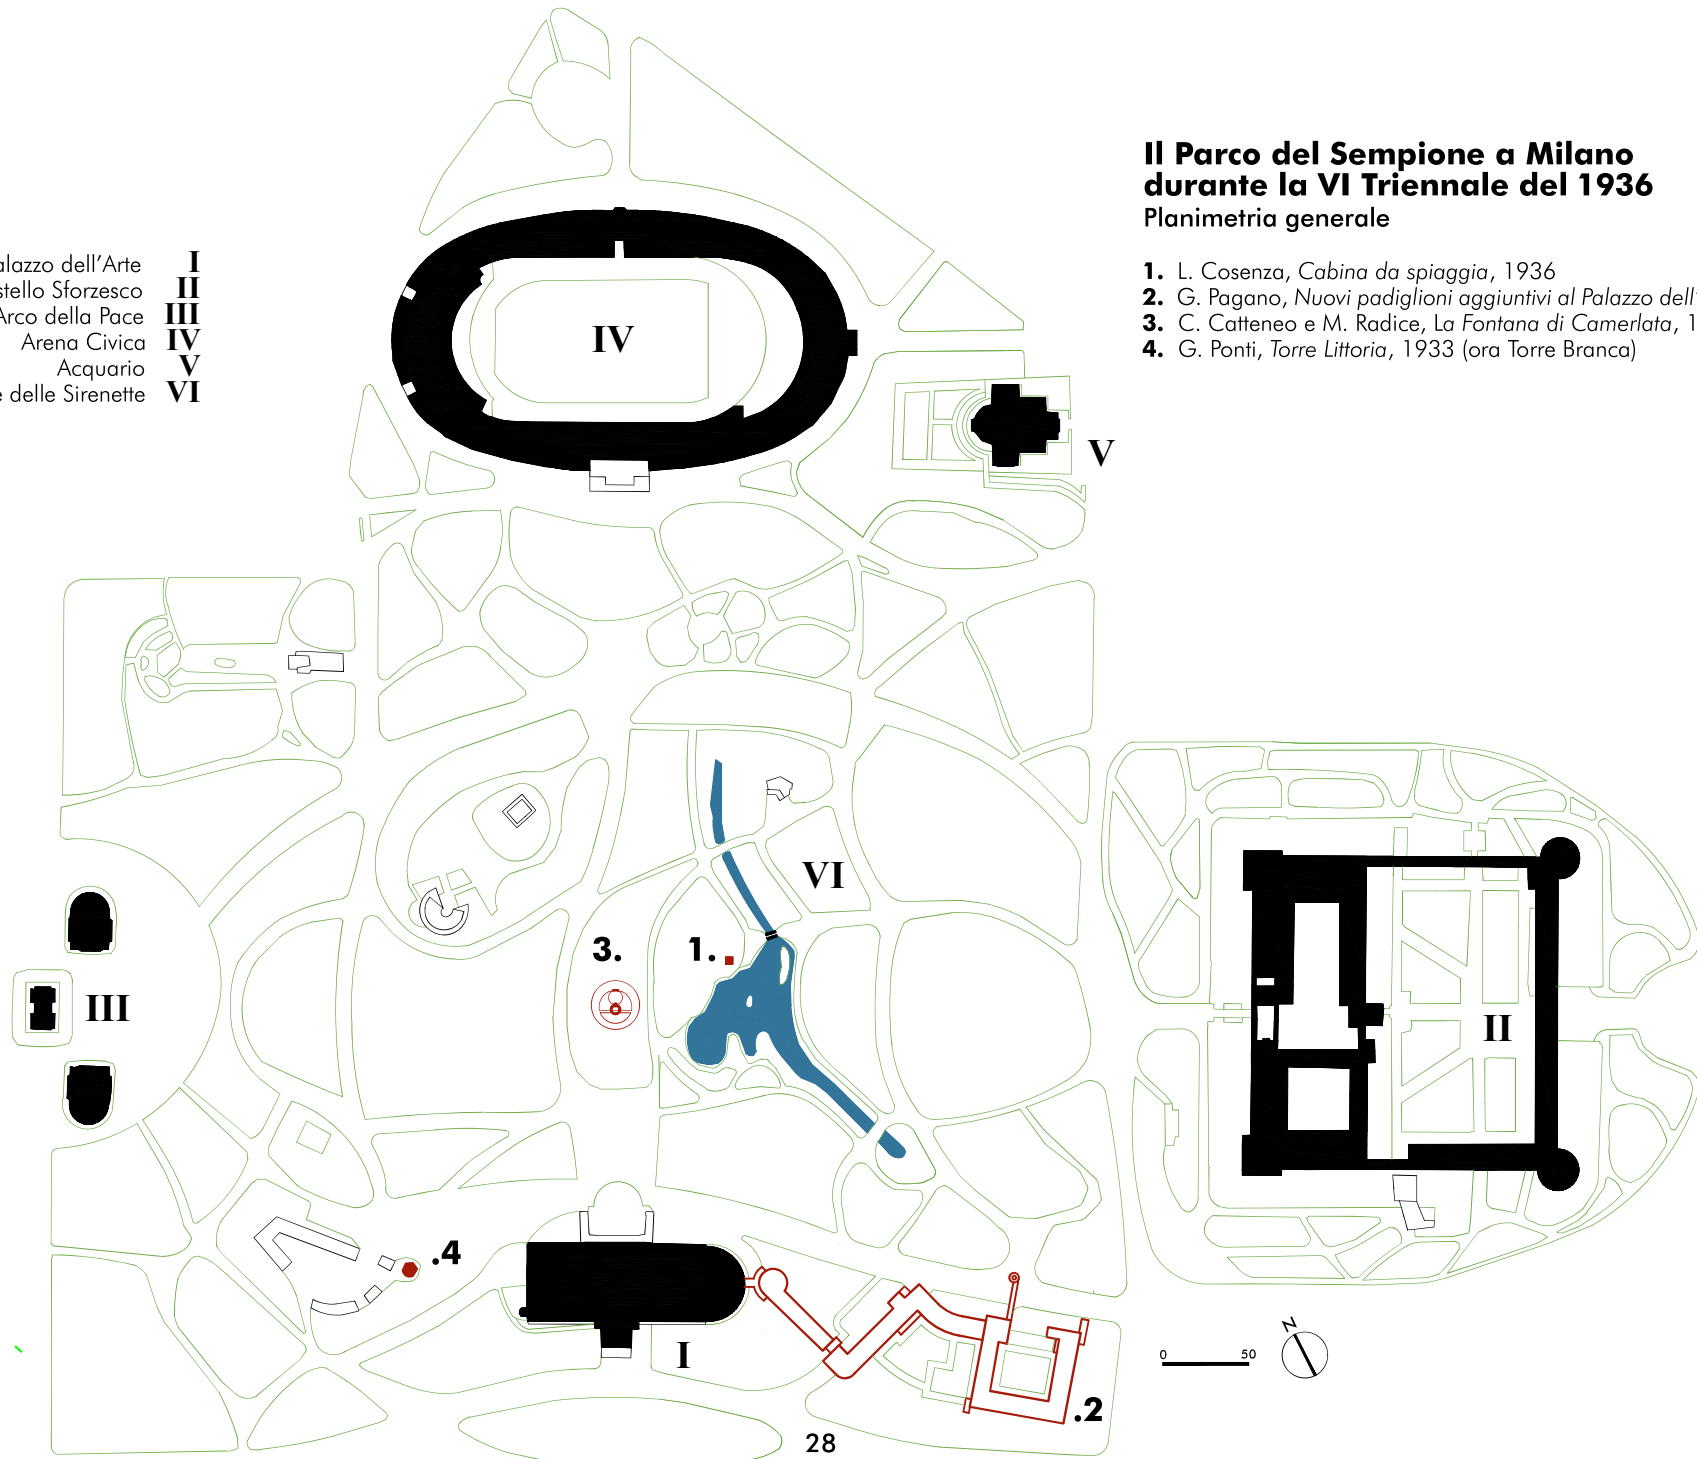 Il Parco del Sempione a Milano
durante la VI Triennale del 1936
Planimetria generale
1. L. Cosenza, Cabina da spiaggia, 1936
2. G. Pagano, Nuovi padiglioni aggiuntivi al Palazzo dell'
3. C. Catteneo e M. Radice, La Fontana di Camerlata, 1
4. G. Ponti, Torre Littoria, 1933 (ora Torre Branca)
alazzo dell'Arte I
stello Sforzesco II
Arco della Pace III
Arena Civica IV
Acquario V
e delle Sirenette VI
IV
V
VI
3.
1.
III
II
.4
I
.2
0 50
N
28